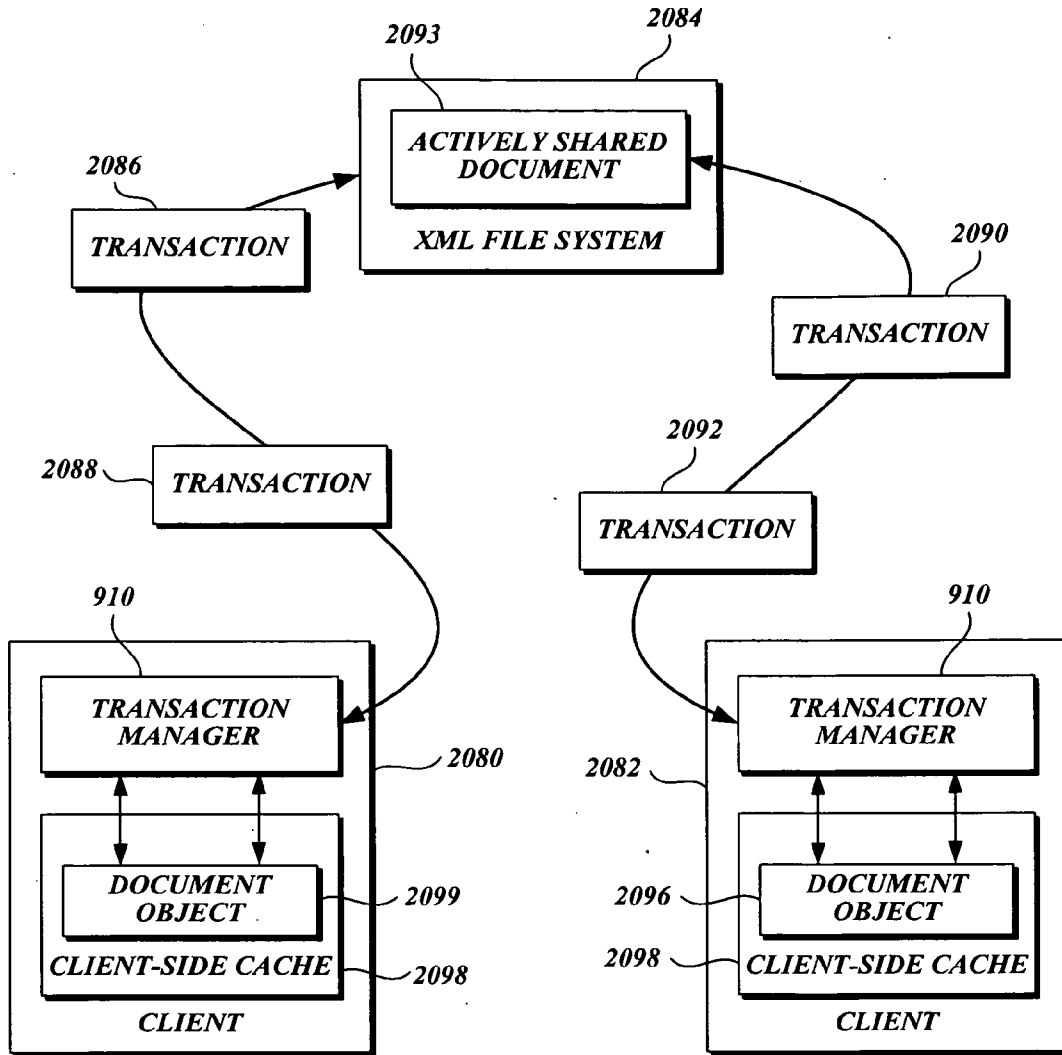 2093
2084
ACTIVELY SHARED
DOCUMENT
XML FILE SYSTEM
2086
TRANSACTION
2090
TRANSACTION
2088
TRANSACTION
2092
TRANSACTION
910
TRANSACTION
MANAGER
2080
DOCUMENT
OBJECT
2099
CLIENT-SIDE CACHE
2098
CLIENT
910
TRANSACTION
MANAGER
2082
DOCUMENT
OBJECT
2096
CLIENT-SIDE CACHE
2098
CLIENT